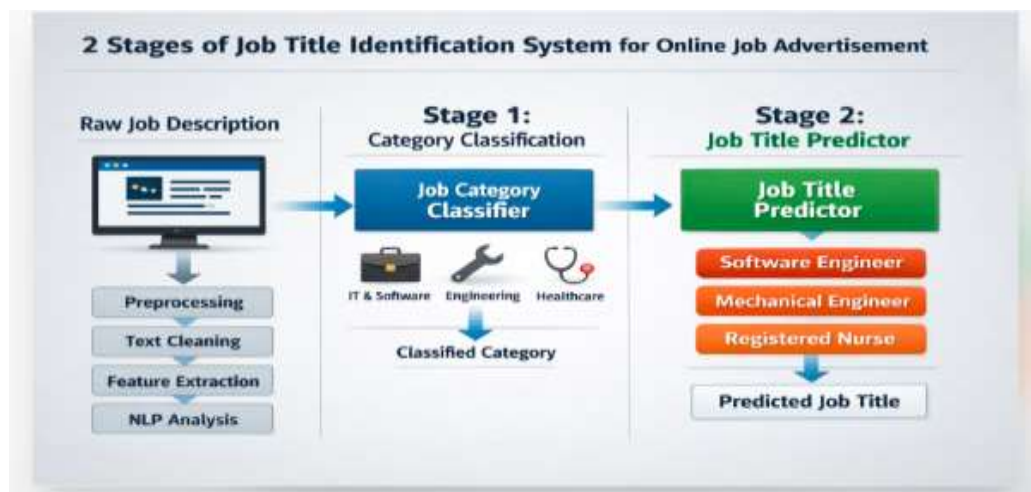 2 Stages of Job Title Identification System for Online Job Advertisement
Raw Job Description
Preprocessing
Text Cleaning
Feature Extraction
NLP Analysis
Stage 1:
Category Classification
Job Category
Classifier
IT & Software
Engineering
Healthcare
Classified Category
Stage 2:
Job Title Predictor
Job Title
Predictor
Software Engineer
Mechanical Engineer
Registered Nurse
Predicted Job Title